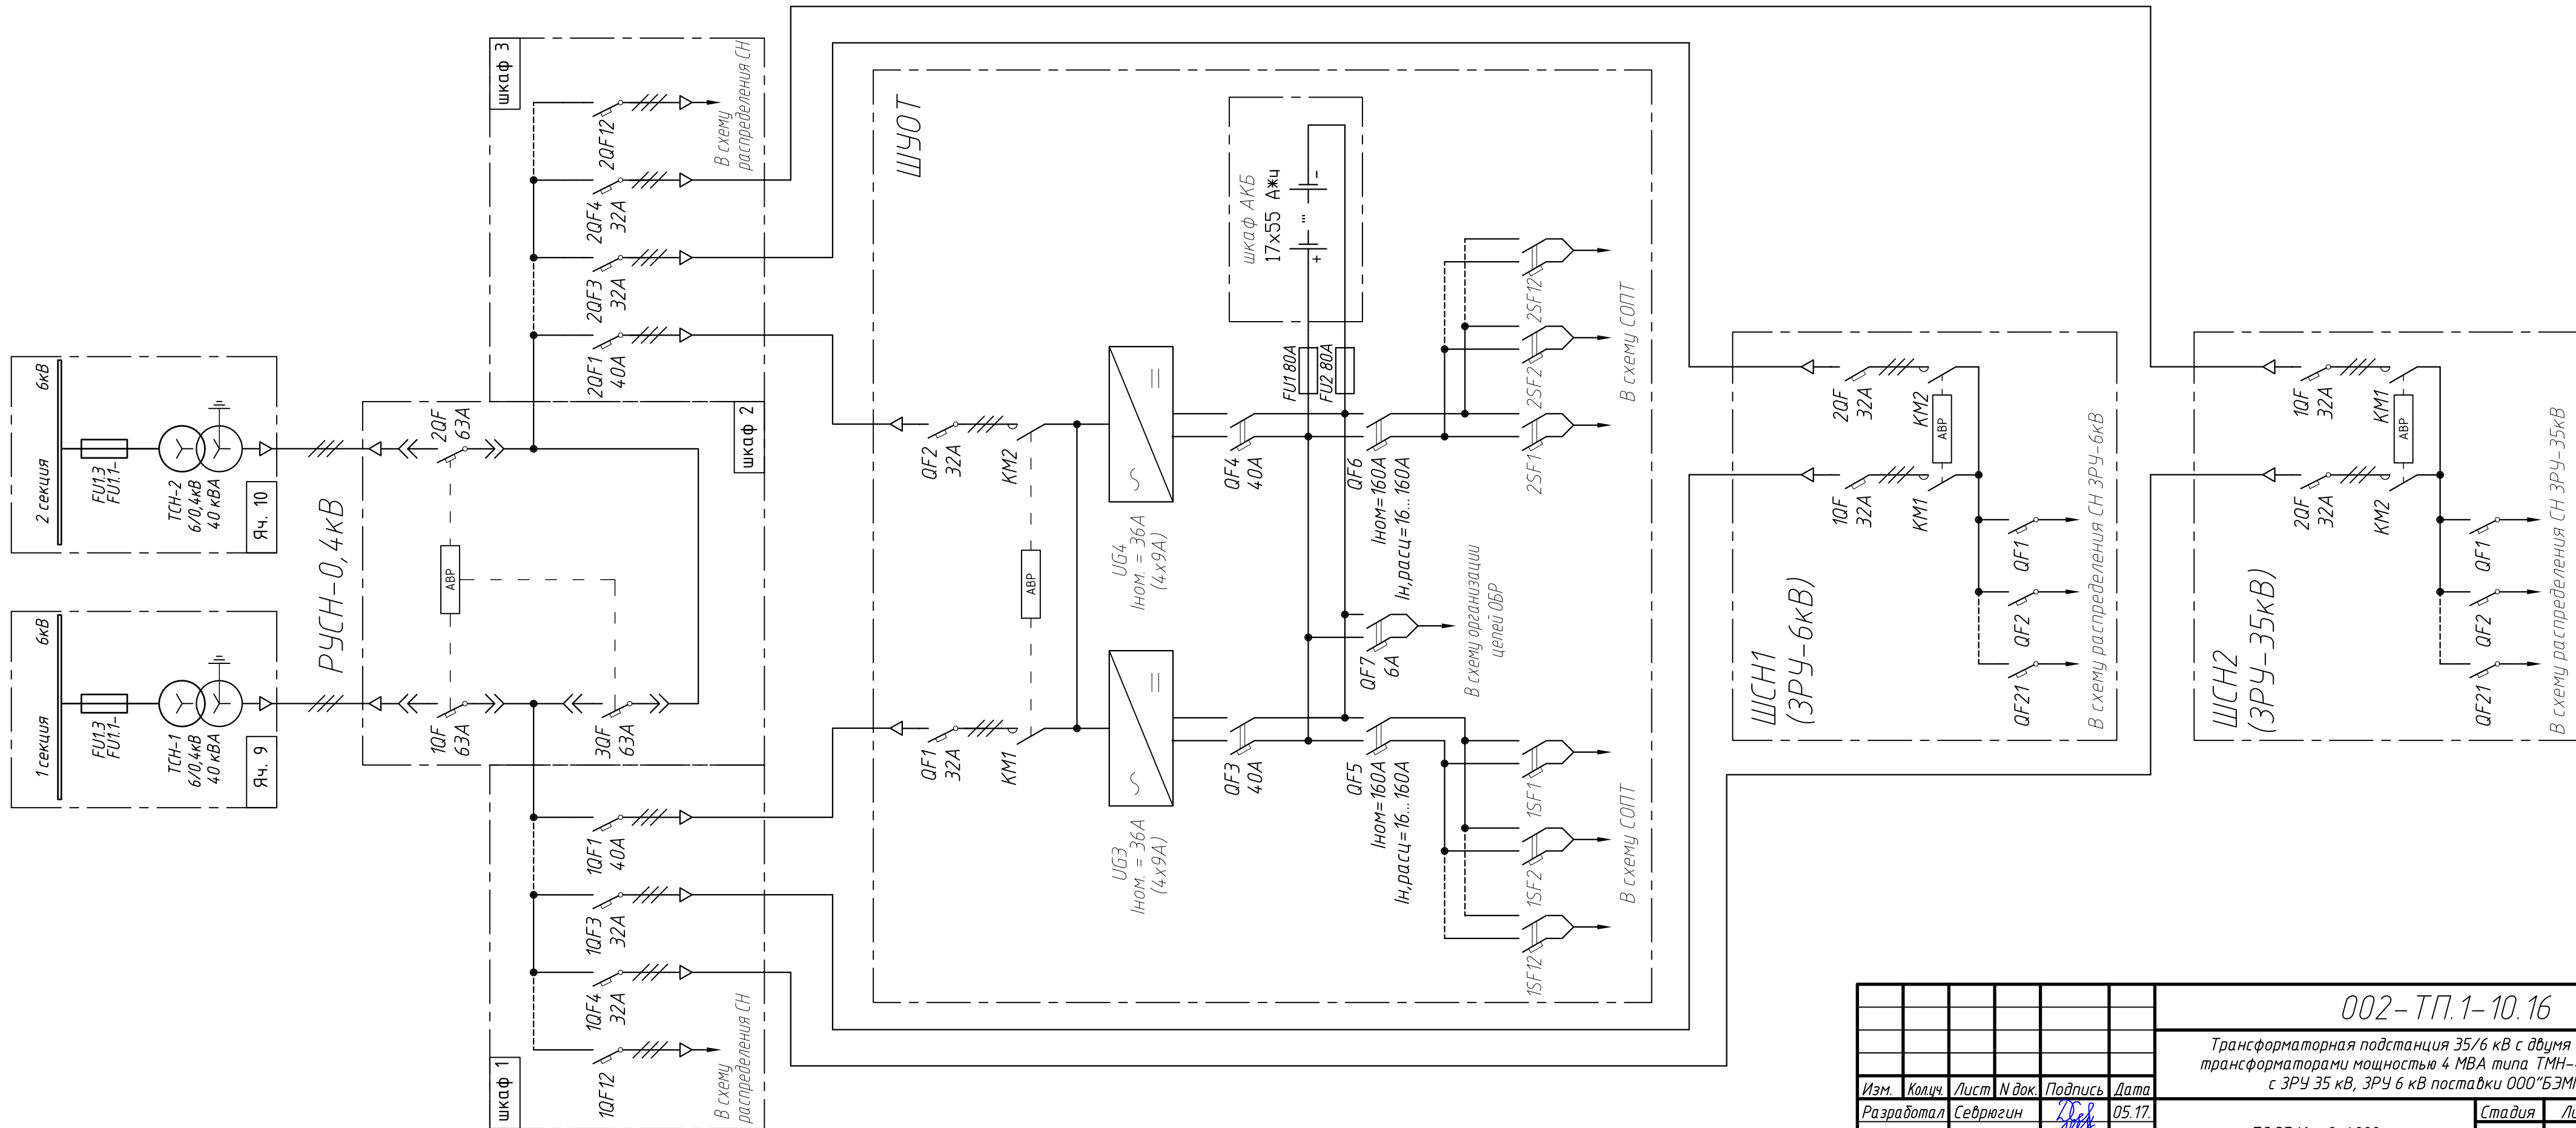 2 секция
6кВ
FU1.3
FU1.1-
ТСН-2
6/0,4кВ
40 кВА
Яч. 10
1 секция
6кВ
FU1.3
FU1.1-
ТСН-1
6/0,4кВ
40 кВА
Яч. 9
РУСН-0,4кВ
шкаф 2
2QF
63А
АВР
1QF
63А
3QF
63А
шкаф 3
2QF12
В схему
распределения СН
2QF4
32А
2QF3
32А
2QF1
40А
шкаф 1
1QF1
40А
1QF3
32А
1QF4
32А
1QF12
В схему
распределения СН
ШУОТ
QF2
32А
КМ2
АВР
QF1
32А
КМ1
UG4
Iном. = 36А
(4х9А)
UG3
Iном. = 36А
(4х9А)
QF4
40А
QF3
40А
шкаф АКБ
17х55 А*ч
+
...
-
FU1 80А
FU2 80А
QF6
Iном=160А
Iн,расц=16...160А
QF7
6А
В схему организации
цепей ОБР
QF5
Iном=160А
Iн,расц=16...160А
2SF12
2SF2
2SF1
В схему СОПТ
1SF1
1SF2
1SF12
В схему СОПТ
ШСН1
(ЗРУ-6кВ)
2QF
32А
КМ2
АВР
1QF
32А
КМ1
QF1
QF2
QF21
В схему распределения СН ЗРУ-6кВ
ШСН2
(ЗРУ-35кВ)
1QF
32А
КМ1
АВР
2QF
32А
КМ2
QF1
QF2
QF21
В схему распределения СН ЗРУ-35кВ
002-ТП.1-10.16
Трансформаторная подстанция 35/6 кВ с двумя
трансформаторами мощностью 4 МВА типа ТМН-
с ЗРУ 35 кВ, ЗРУ 6 кВ поставки ООО"БЭМП
Изм. Кол.уч. Лист N док. Подпись Дата
Разработал Севрюгин 05.17.
Стадия